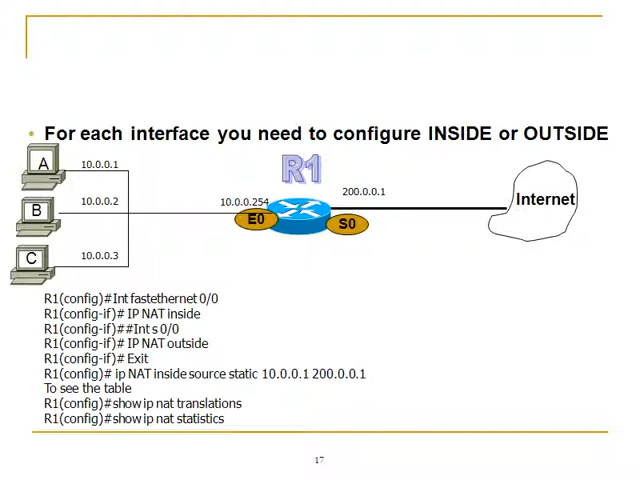 • For each interface you need to configure INSIDE or OUTSIDE
A
10.0.0.1
R1
B
10.0.0.2
10.0.0.254
200.0.0.1
Internet
E0
S0
C
10.0.0.3
R1(config)# Int fastethernet 0/0
R1(config-if)# IP NAT inside
R1(config-if)##Int s 0/0
R1(config-if)# IP NAT outside
R1(config-if)# Exit
R1(config)# ip NAT inside source static 10.0.0.1 200.0.0.1
To see the table
R1(config)#show ip nat translations
R1(config)#show ip nat statistics
17